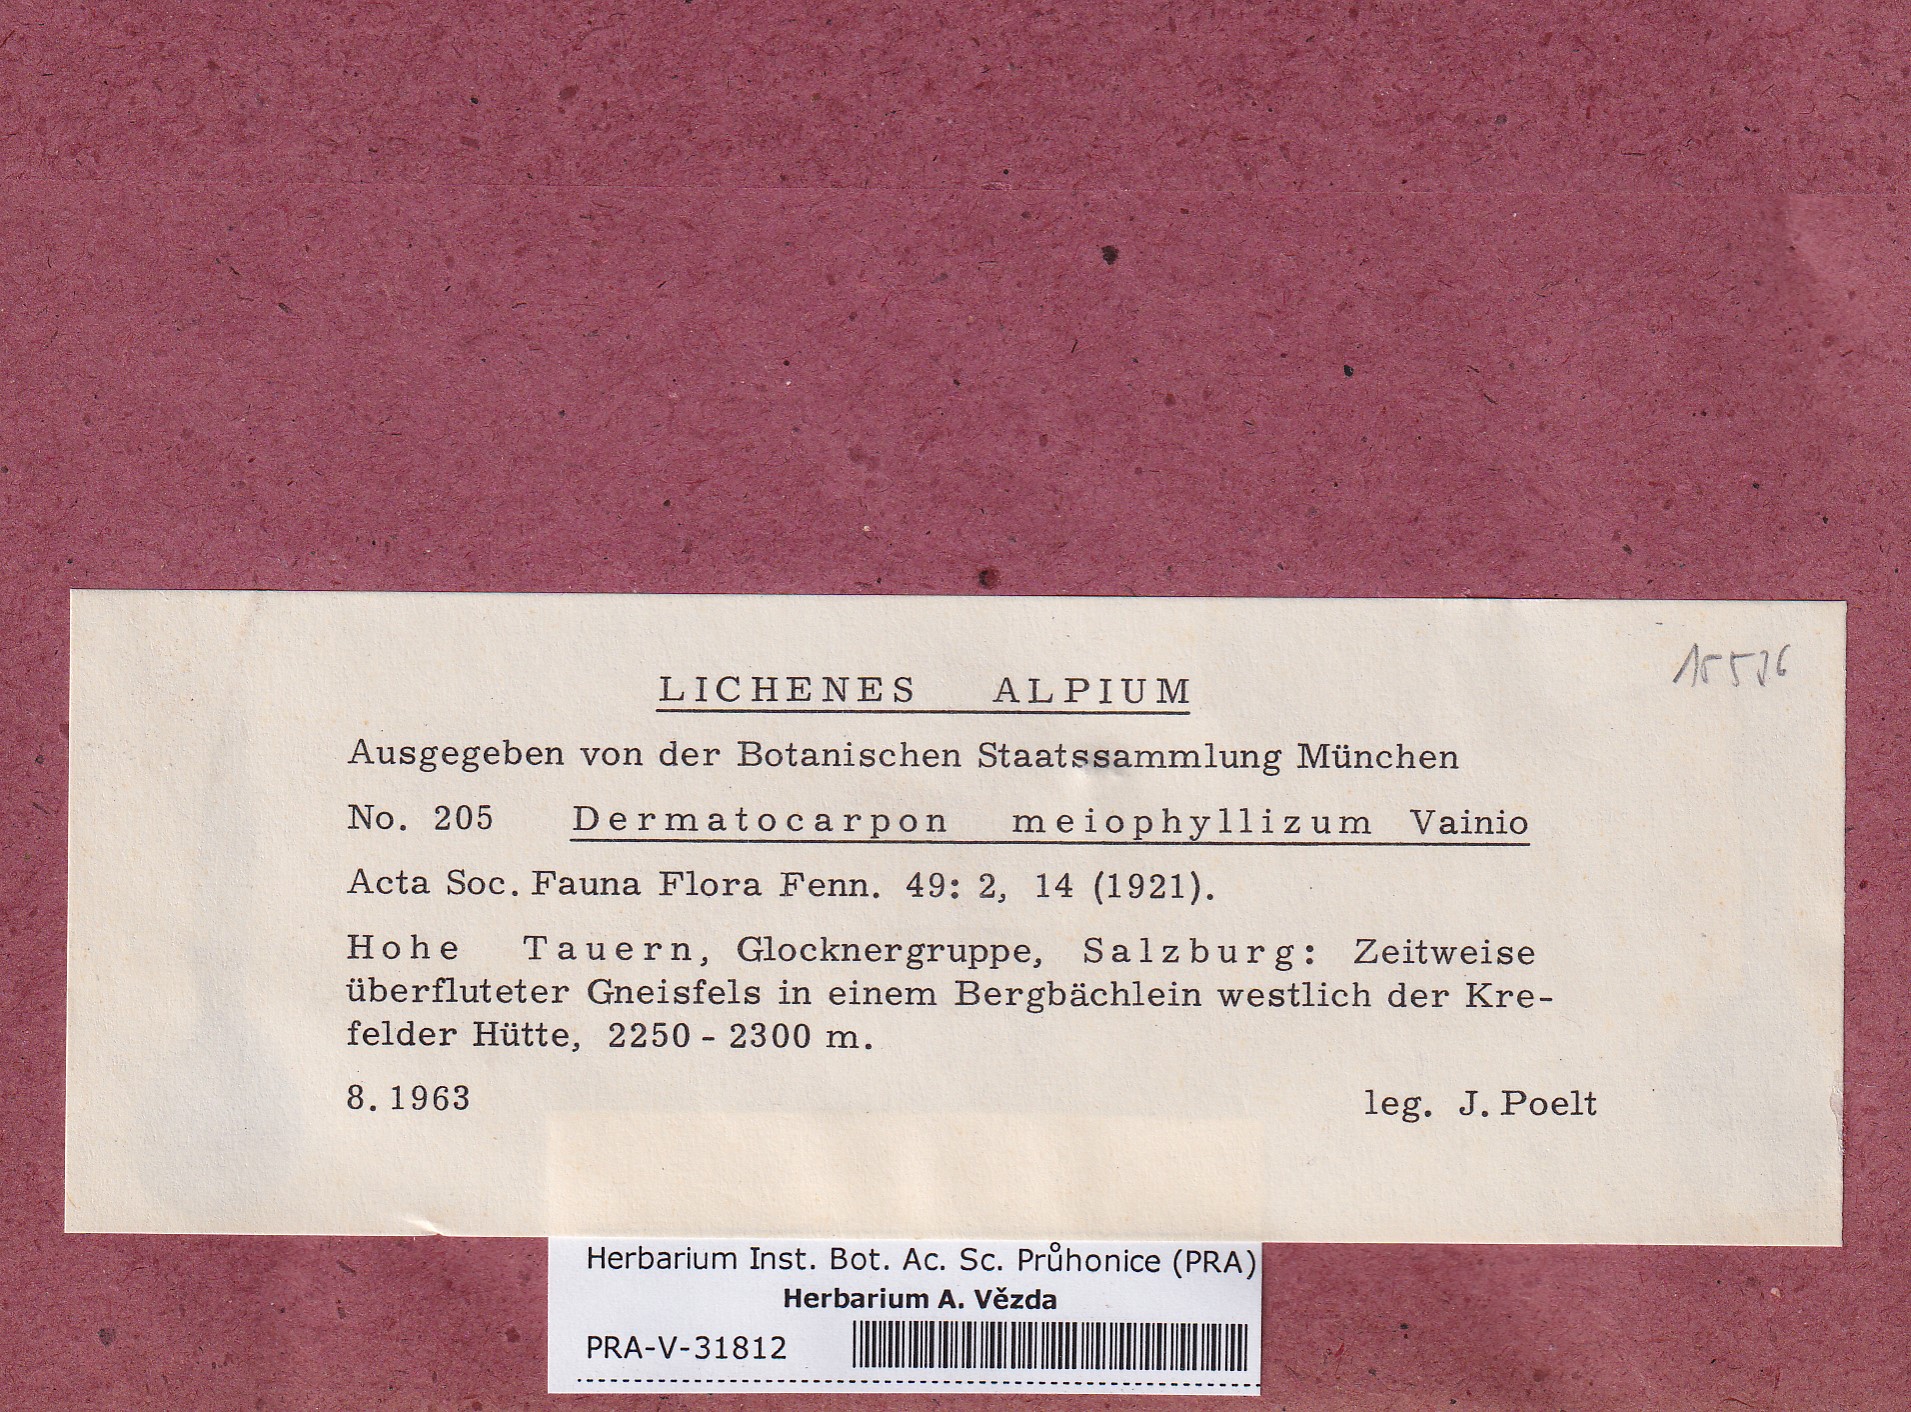 15536
LICHENES ALPIUM
Ausgegeben von der Botanischen Staatssammlung München
No. 205 Dermatocarpon meiophyllizum Vainio
Acta Soc. Fauna Flora Fenn. 49: 2, 14 (1921).
Hohe Tauern, Glocknergruppe, Salzburg: Zeitweise
überfluteter Gneisfels in einem Bergbächlein westlich der Kre-
felder Hütte, 2250 - 2300 m.
8. 1963 leg. J. Poelt
Herbarium Inst. Bot. Ac. Sc. Průhonice (PRA)
Herbarium A. Vězda
PRA-V-31812